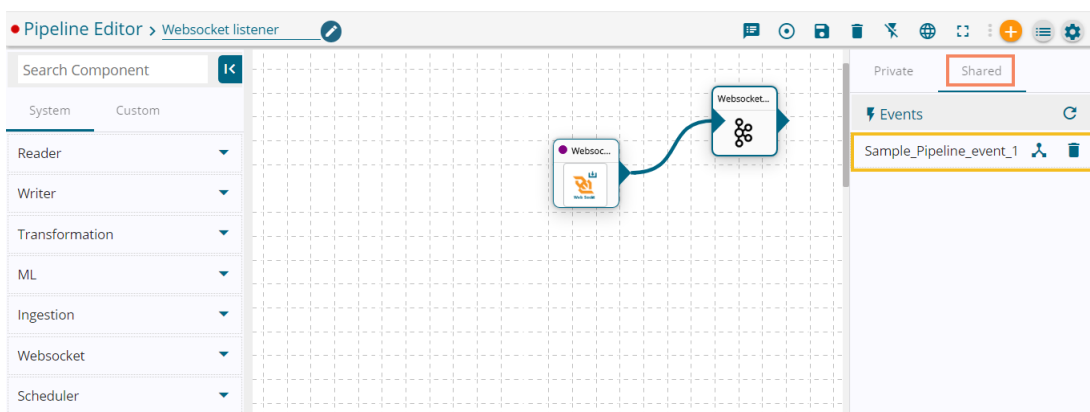 Pipeline Editor > Websocket listener
Search Component
System Custom
Reader
Writer
Transformation
ML
Ingestion
Websocket
Scheduler
Websoc...
Websocket...
Private Shared
Events
Sample_Pipeline_event_1